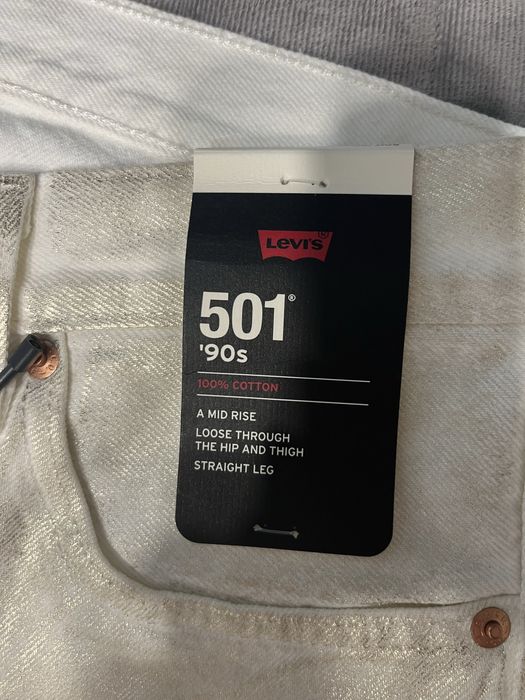 Levi's
501®
'90s
100% COTTON
A MID RISE
LOOSE THROUGH
THE HIP AND THIGH
STRAIGHT LEG